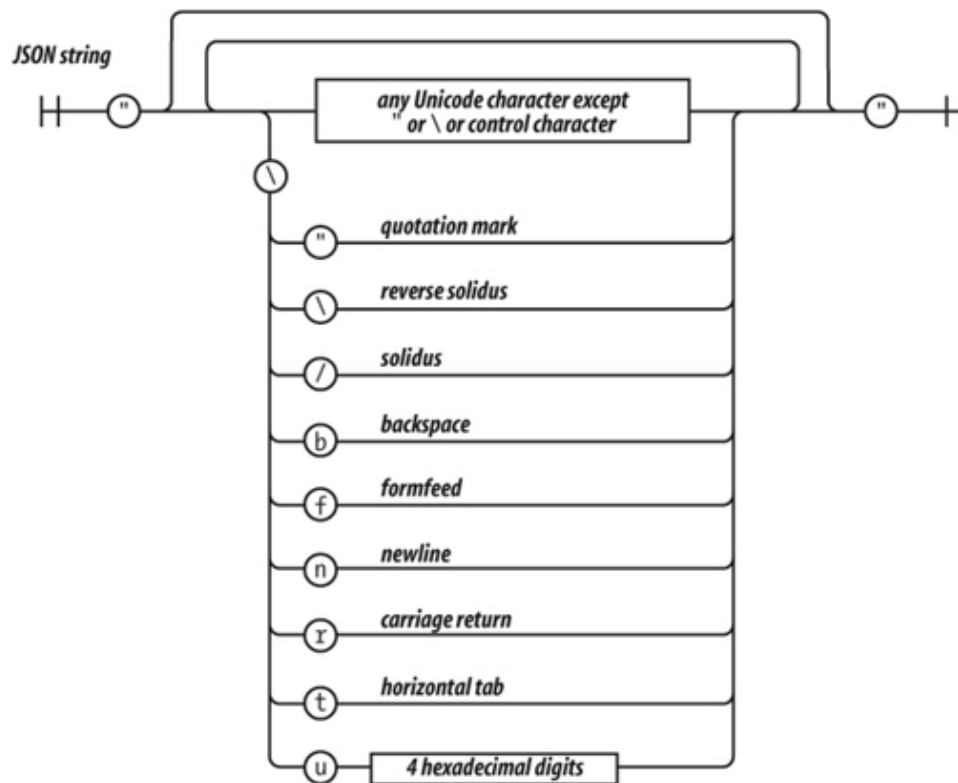 JSON string
" any Unicode character except "
" or \ or control character
\
" quotation mark
\ reverse solidus
/ solidus
b backspace
f formfeed
n newline
r carriage return
t horizontal tab
u 4 hexadecimal digits